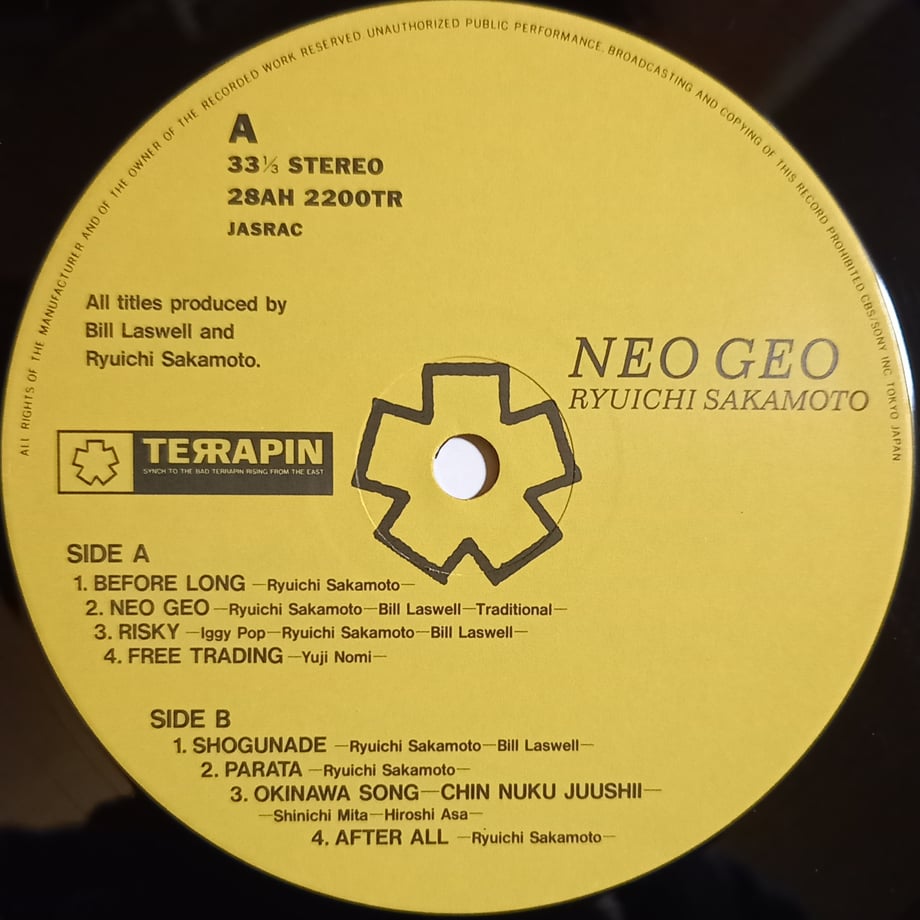 ALL RIGHTS OF THE MANUFACTURER AND OF THE OWNER OF THE RECORDED WORK RESERVED UNAUTHORIZED PUBLIC PERFORMANCE, BROADCASTING AND COPYING OF THIS RECORD PROHIBITED CBS/SONY INC. TOKYO JAPAN
A
33⅓ STEREO
28AH 2200TR
JASRAC
All titles produced by
Bill Laswell and
Ryuichi Sakamoto.
NEO GEO
RYUICHI SAKAMOTO
TERRAPIN
SYNCH TO THE BAD TERRAPIN RISING FROM THE EAST
SIDE A
1. BEFORE LONG —Ryuichi Sakamoto—
2. NEO GEO —Ryuichi Sakamoto—Bill Laswell—Traditional—
3. RISKY —Iggy Pop—Ryuichi Sakamoto—Bill Laswell—
4. FREE TRADING —Yuji Nomi—
SIDE B
1. SHOGUNADE —Ryuichi Sakamoto—Bill Laswell—
2. PARATA —Ryuichi Sakamoto—
3. OKINAWA SONG—CHIN NUKU JUUSHII—
—Shinichi Mita—Hiroshi Asa—
4. AFTER ALL —Ryuichi Sakamoto—